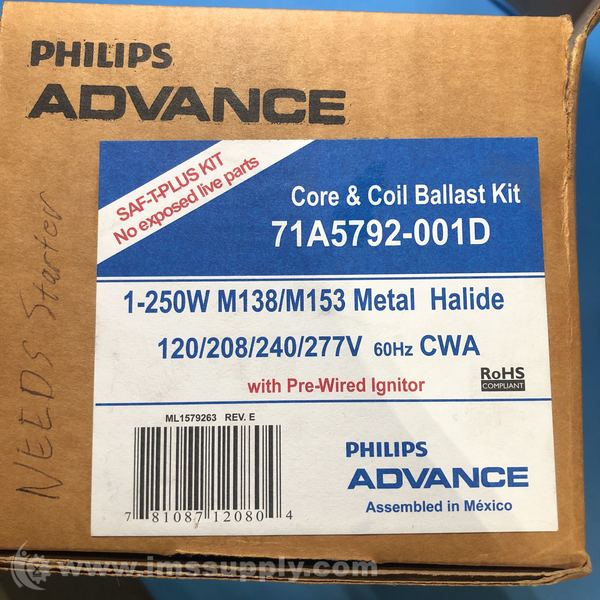 PHILIPS
ADVANCE
SAF-T-PLUS KIT
No exposed live parts
Core & Coil Ballast Kit
71A5792-001D
1-250W M138/M153 Metal Halide
120/208/240/277V 60Hz CWA
with Pre-Wired Ignitor
RoHS
COMPLIANT
ML1579263 REV. E
7 81087 12080 4
PHILIPS
ADVANCE
Assembled in México
NEEDS Starter
www.imssupply.com